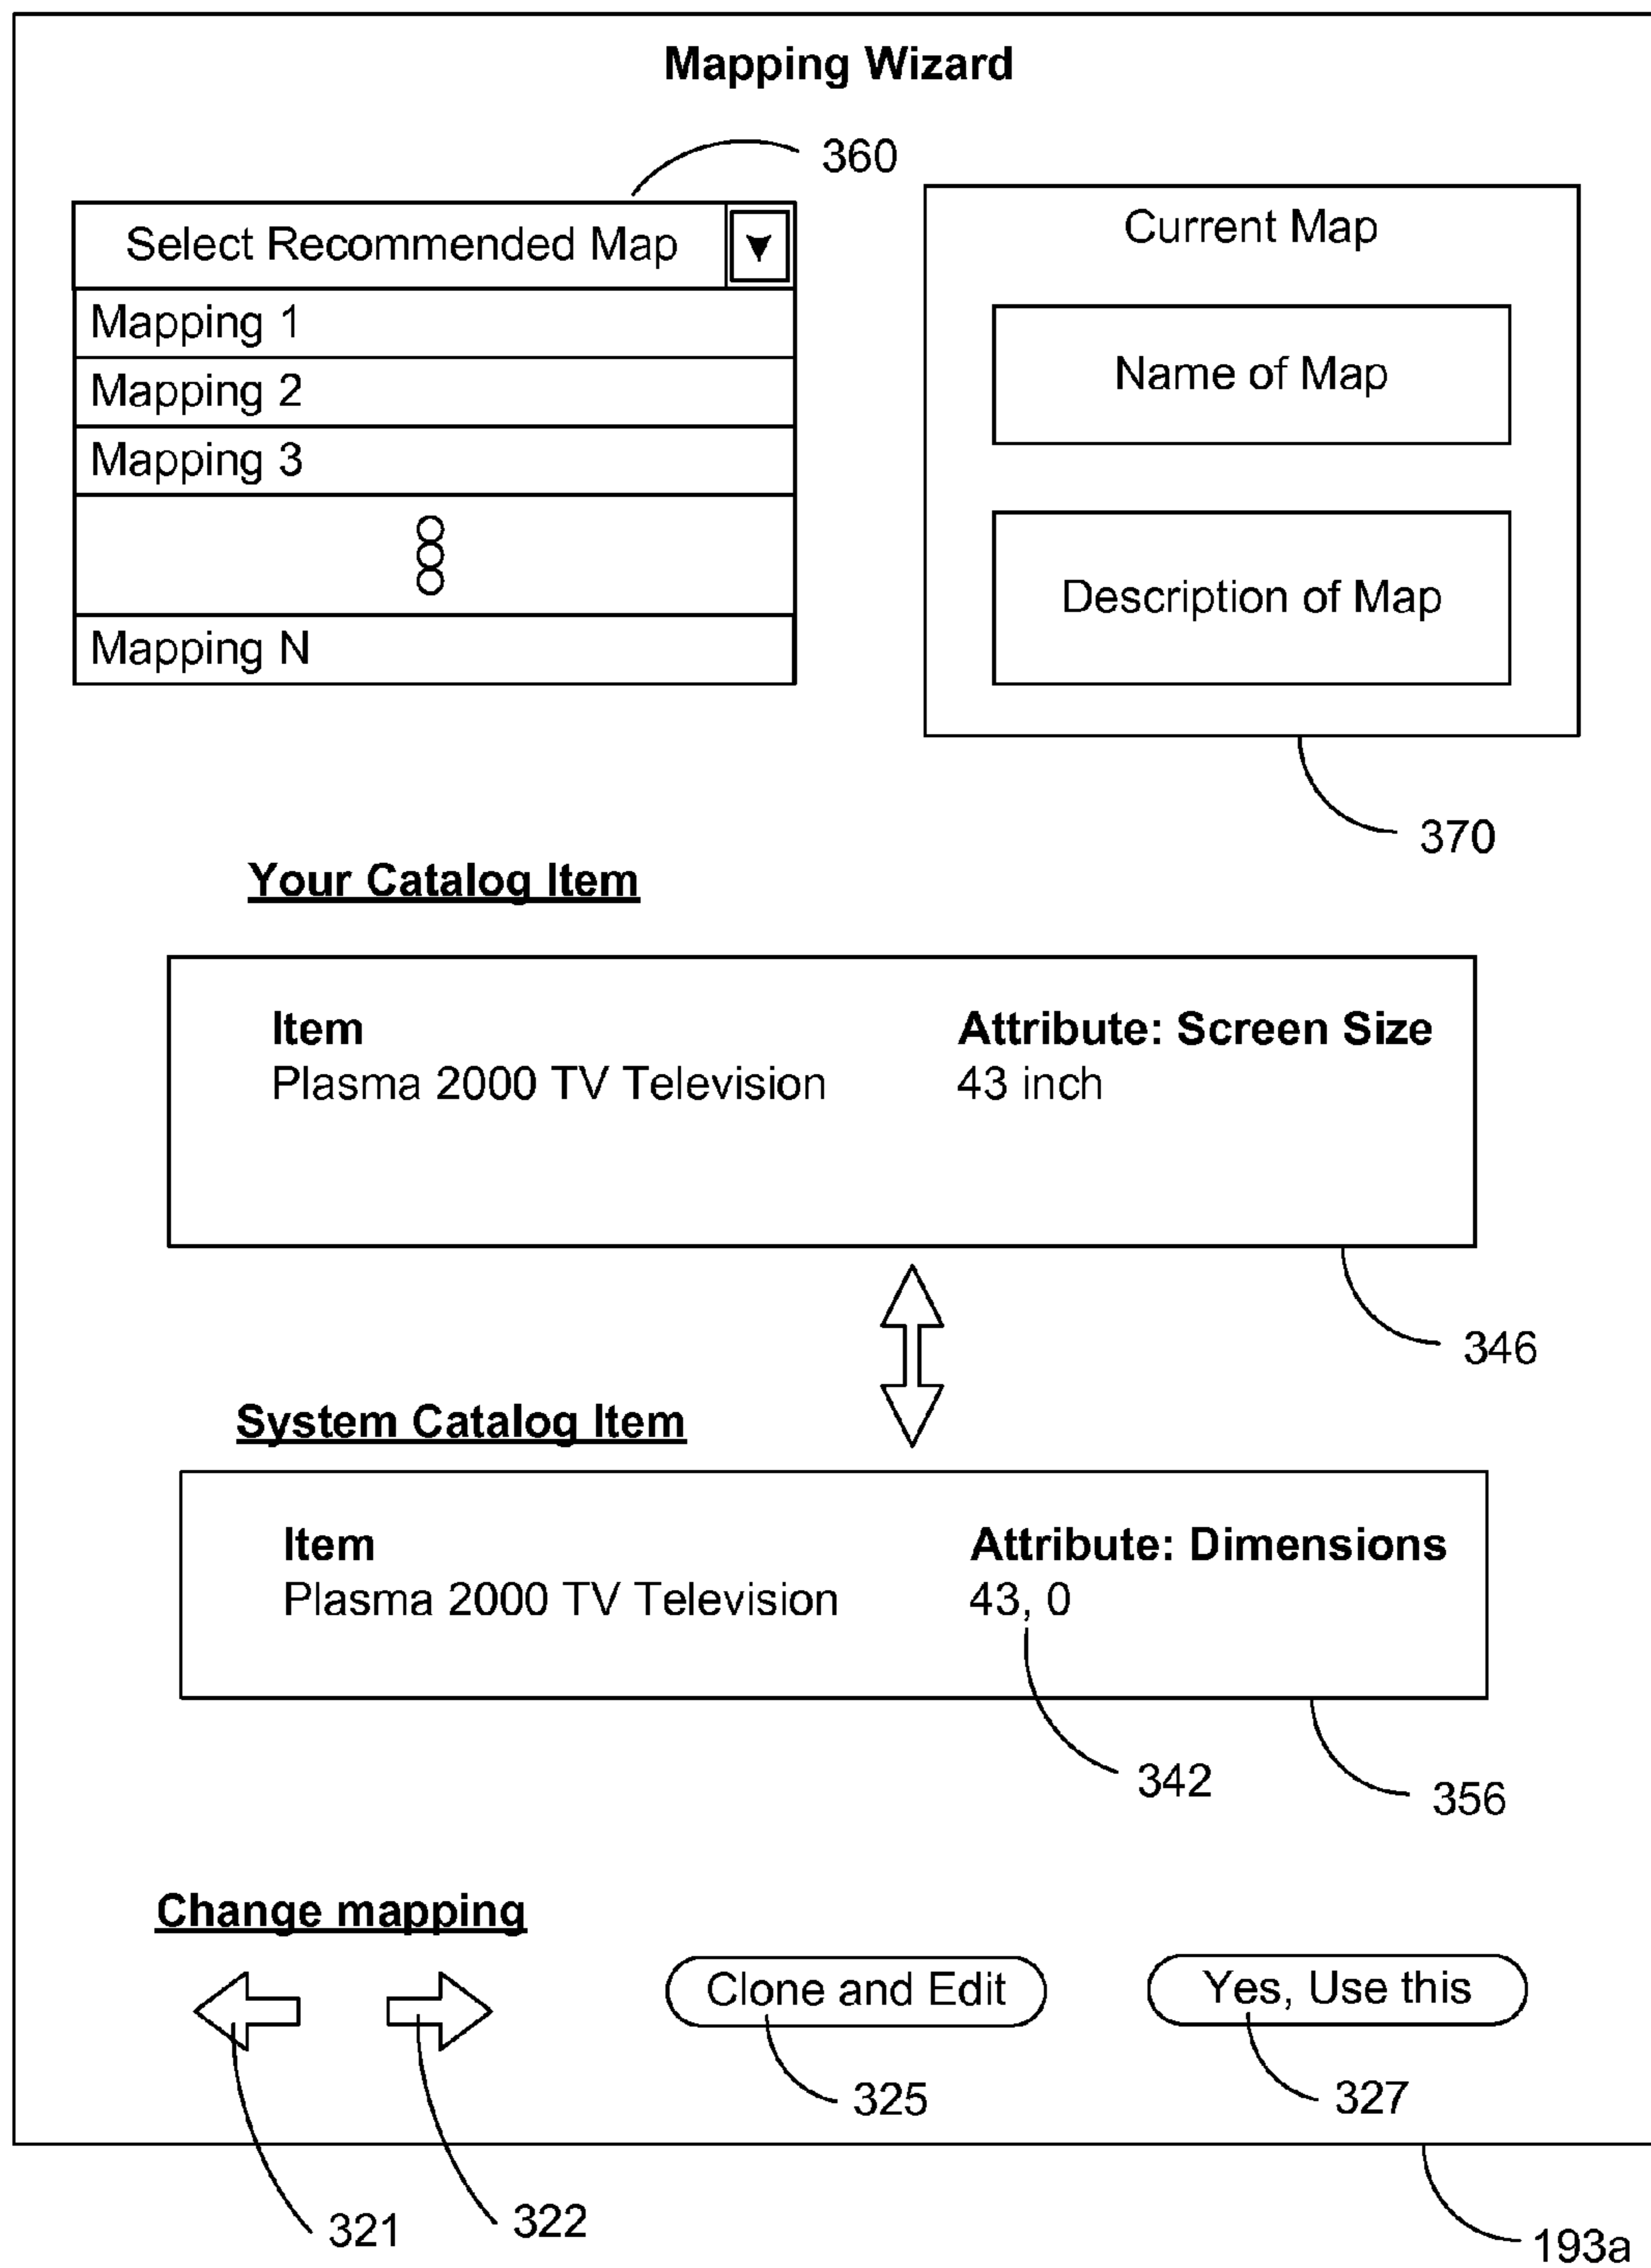 Mapping Wizard
360
Select Recommended Map
Mapping 1
Mapping 2
Mapping 3
Mapping N
Current Map
Name of Map
Description of Map
370
Your Catalog Item
Item Attribute: Screen Size
Plasma 2000 TV Television 43 inch
346
System Catalog Item
Item Attribute: Dimensions
Plasma 2000 TV Television 43, 0
342
356
Change mapping
Clone and Edit
Yes, Use this
325
327
321
322
193a